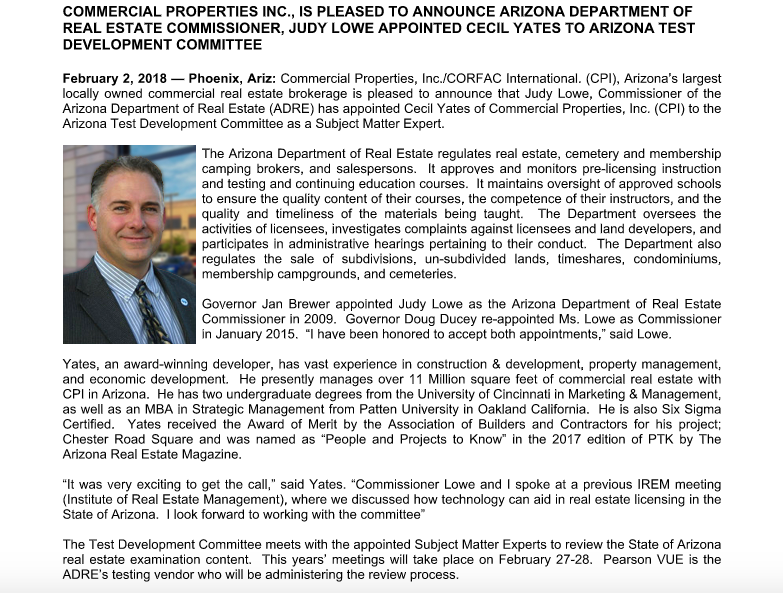 COMMERCIAL PROPERTIES INC., IS PLEASED TO ANNOUNCE ARIZONA DEPARTMENT OF
REAL ESTATE COMMISSIONER, JUDY LOWE APPOINTED CECIL YATES TO ARIZONA TEST
DEVELOPMENT COMMITTEE
February 2, 2018 — Phoenix, Ariz: Commercial Properties, Inc./CORFAC International. (CPI), Arizona's largest
locally owned commercial real estate brokerage is pleased to announce that Judy Lowe, Commissioner of the
Arizona Department of Real Estate (ADRE) has appointed Cecil Yates of Commercial Properties, Inc. (CPI) to the
Arizona Test Development Committee as a Subject Matter Expert.
The Arizona Department of Real Estate regulates real estate, cemetery and membership
camping brokers, and salespersons. It approves and monitors pre-licensing instruction
and testing and continuing education courses. It maintains oversight of approved schools
to ensure the quality content of their courses, the competence of their instructors, and the
quality and timeliness of the materials being taught. The Department oversees the
activities of licensees, investigates complaints against licensees and land developers, and
participates in administrative hearings pertaining to their conduct. The Department also
regulates the sale of subdivisions, un-subdivided lands, timeshares, condominiums,
membership campgrounds, and cemeteries.
Governor Jan Brewer appointed Judy Lowe as the Arizona Department of Real Estate
Commissioner in 2009. Governor Doug Ducey re-appointed Ms. Lowe as Commissioner
in January 2015. “I have been honored to accept both appointments,” said Lowe.
Yates, an award-winning developer, has vast experience in construction & development, property management,
and economic development. He presently manages over 11 Million square feet of commercial real estate with
CPI in Arizona. He has two undergraduate degrees from the University of Cincinnati in Marketing & Management,
as well as an MBA in Strategic Management from Patten University in Oakland California. He is also Six Sigma
Certified. Yates received the Award of Merit by the Association of Builders and Contractors for his project;
Chester Road Square and was named as “People and Projects to Know” in the 2017 edition of PTK by The
Arizona Real Estate Magazine.
“It was very exciting to get the call,” said Yates. “Commissioner Lowe and I spoke at a previous IREM meeting
(Institute of Real Estate Management), where we discussed how technology can aid in real estate licensing in the
State of Arizona. I look forward to working with the committee”
The Test Development Committee meets with the appointed Subject Matter Experts to review the State of Arizona
real estate examination content. This years’ meetings will take place on February 27-28. Pearson VUE is the
ADRE’s testing vendor who will be administering the review process.